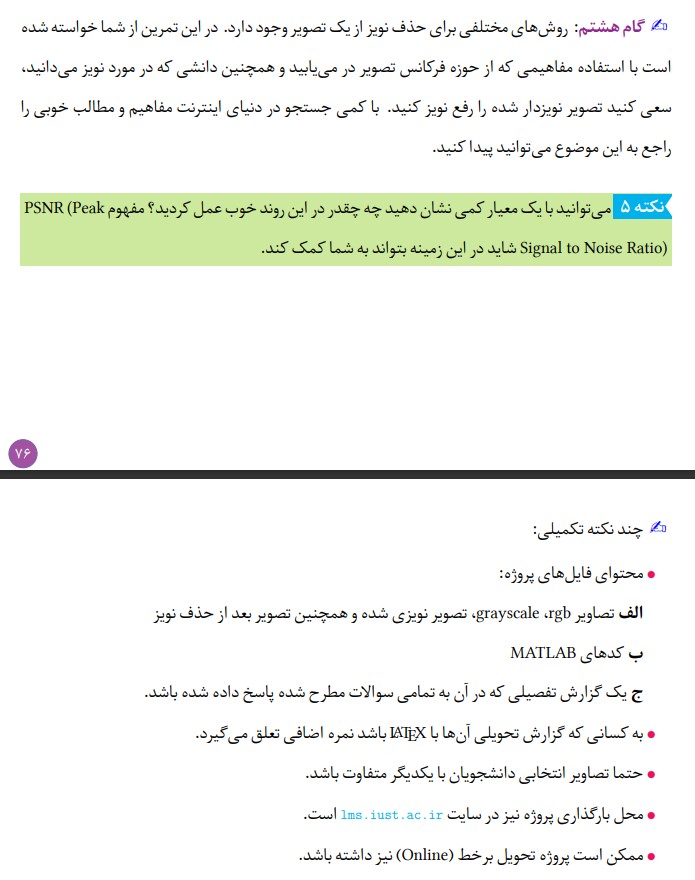 گام هشتم: روش‌های مختلفی برای حذف نویز از یک تصویر وجود دارد. در این تمرین از شما خواسته شده
است با استفاده مفاهیمی که از حوزه فرکانس تصویر در می‌یابید و همچنین دانشی که در مورد نویز می‌دانید،
سعی کنید تصویر نویزدار شده را رفع نویز کنید. با کمی جستجو در دنیای اینترنت مفاهیم و مطالب خوبی را
راجع به این موضوع می‌توانید پیدا کنید.
نکته ۵ می‌توانید با یک معیار کمی نشان دهید چه چقدر در این روند خوب عمل کردید؟ مفهوم PSNR (Peak
Signal to Noise Ratio) شاید در این زمینه بتواند به شما کمک کند.
۷۶
چند نکته تکمیلی:
• محتوای فایل‌های پروژه:
الف تصاویر grayscale ،rgb، تصویر نویزی شده و همچنین تصویر بعد از حذف نویز
ب کدهای MATLAB
ج یک گزارش تفصیلی که در آن به تمامی سوالات مطرح شده پاسخ داده شده باشد.
• به کسانی که گزارش تحویلی آن‌ها با LATEX باشد نمره اضافی تعلق می‌گیرد.
• حتما تصاویر انتخابی دانشجویان با یکدیگر متفاوت باشد.
• محل بارگذاری پروژه نیز در سایت lms.iust.ac.ir است.
• ممکن است پروژه تحویل برخط (Online) نیز داشته باشد.